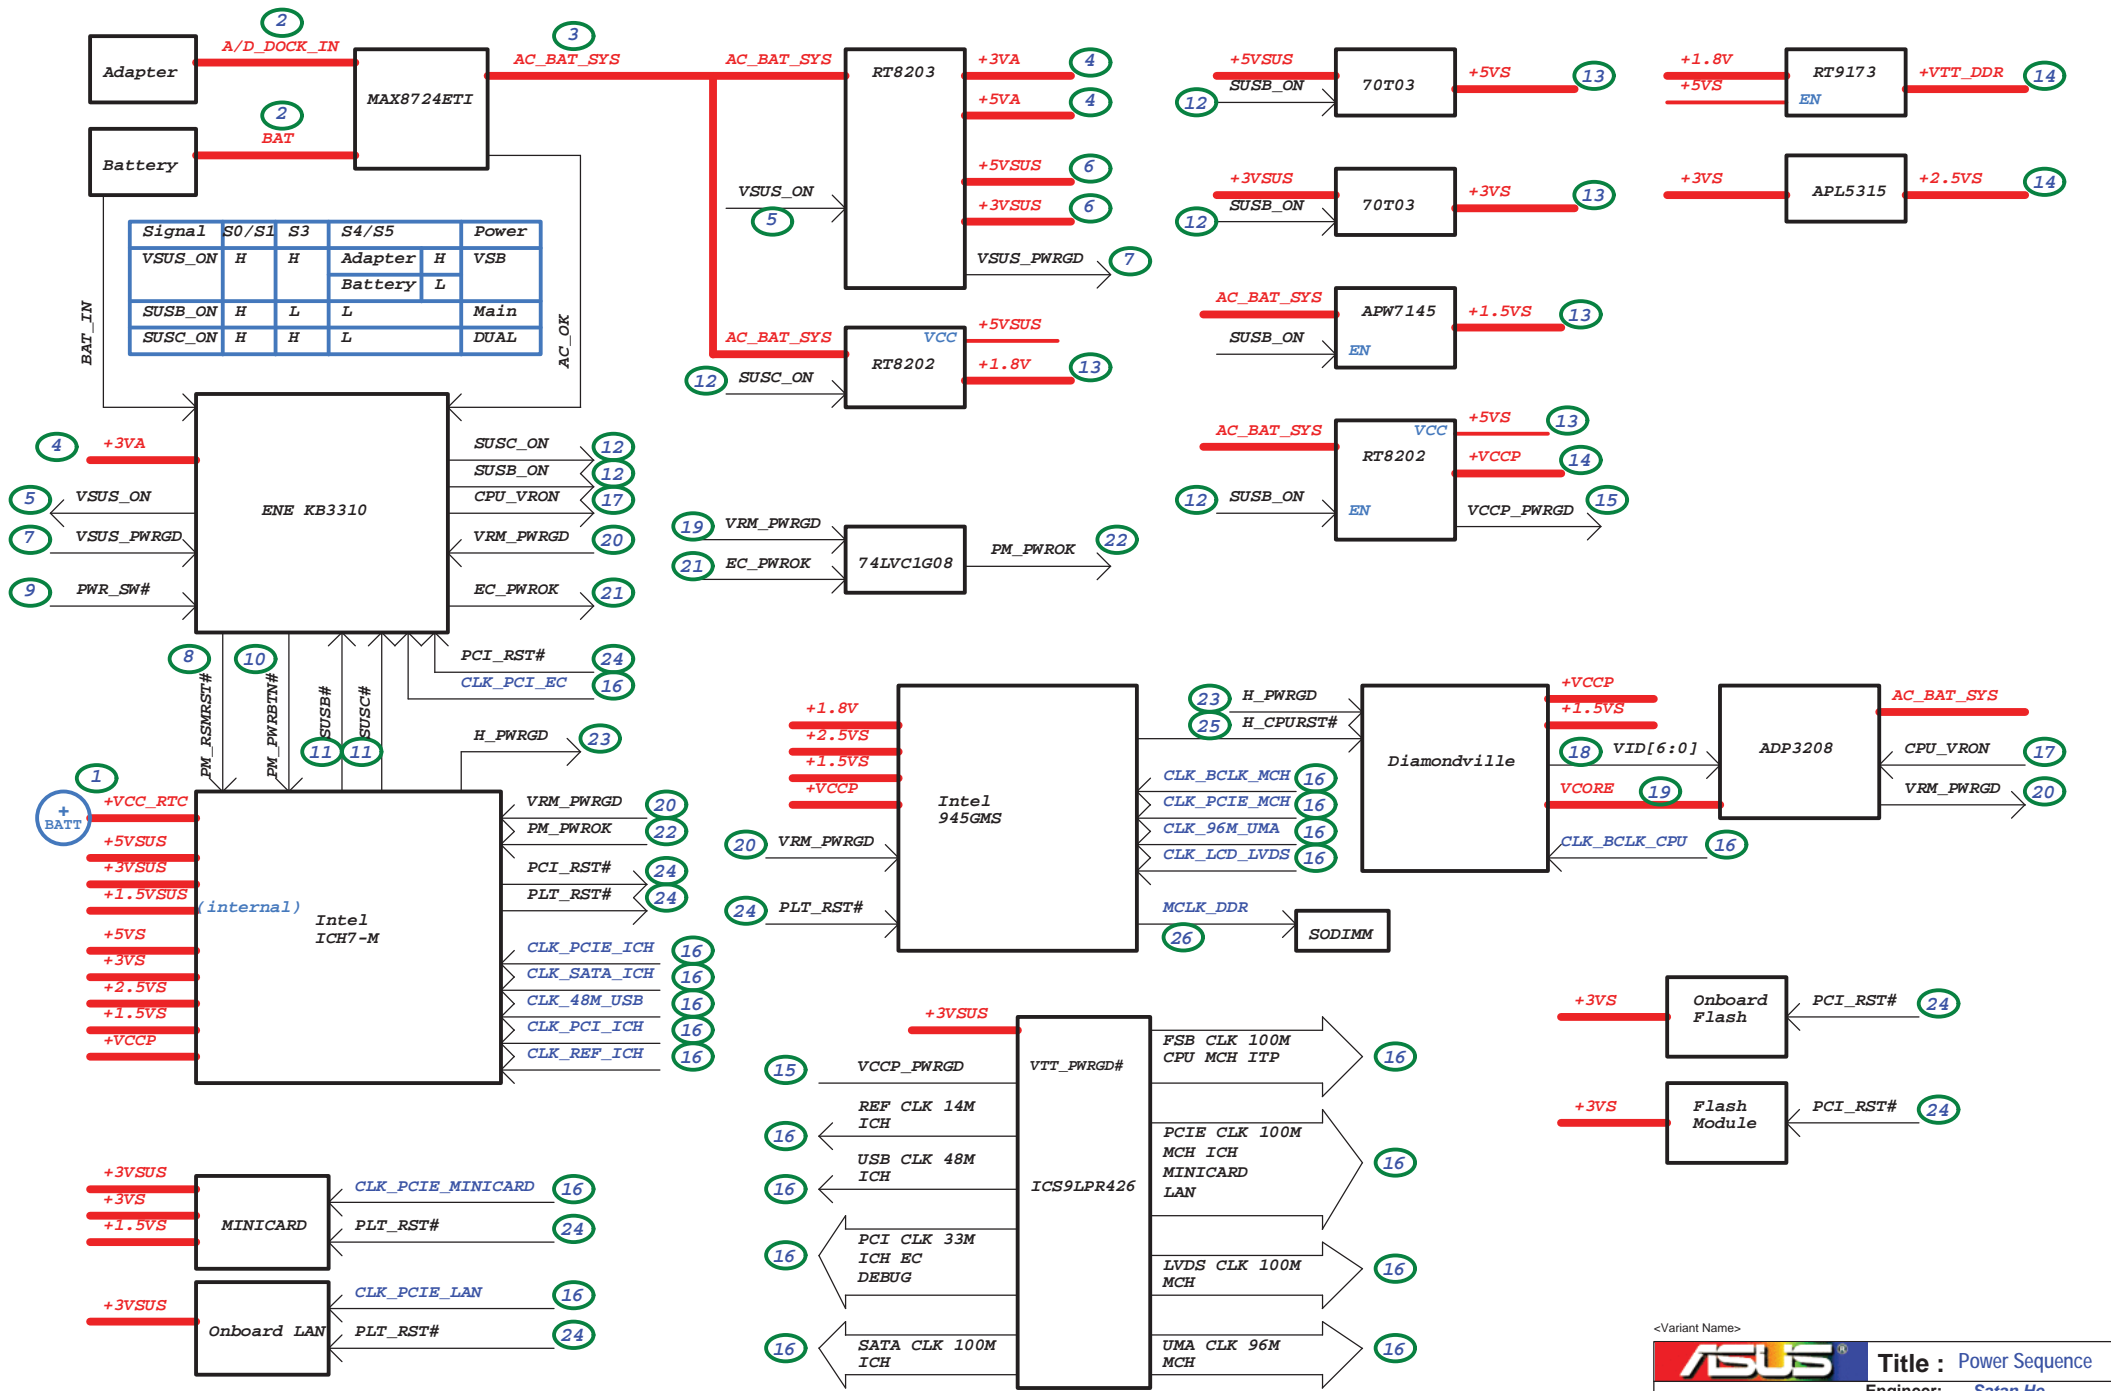 2
A/D_DOCK_IN
Adapter
2
BAT
Battery
MAX8724ETI
3
AC_BAT_SYS
AC_BAT_SYS
RT8203
+3VA
4
+5VA
4
+5VSUS
6
+3VSUS
6
VSUS_ON
5
VSUS_PWRGD
7
+5VSUS
SUSB_ON
12
70T03
+5VS
13
+1.8V
+5VS
RT9173
EN
+VTT_DDR
14
+3VSUS
SUSB_ON
12
70T03
+3VS
13
+3VS
APL5315
+2.5VS
14
Signal S0/S1 S3 S4/S5 Power
VSUS_ON H H Adapter H VSB
Battery L
SUSB_ON H L L Main
SUSC_ON H H L DUAL
BAT_IN
AC_OK
AC_BAT_SYS
12
SUSC_ON
VCC
RT8202
+5VSUS
+1.8V
13
AC_BAT_SYS
SUSB_ON
APW7145
EN
+1.5VS
13
AC_BAT_SYS
12
SUSB_ON
VCC
RT8202
EN
+5VS
13
+VCCP
14
VCCP_PWRGD
15
4
+3VA
5
VSUS_ON
7
VSUS_PWRGD
9
PWR_SW#
ENE KB3310
SUSC_ON
12
SUSB_ON
12
CPU_VRON
17
VRM_PWRGD
20
EC_PWROK
21
19
VRM_PWRGD
21
EC_PWROK
74LVC1G08
PM_PWROK
22
8
PM_RSMRST#
10
PM_PWRBTN#
SUSB#
11
SUSC#
11
PCI_RST#
24
CLK_PCI_EC
16
H_PWRGD
23
1
+
BATT
+VCC_RTC
+5VSUS
+3VSUS
+1.5VSUS
(internal)
+5VS
+3VS
+2.5VS
+1.5VS
+VCCP
Intel
ICH7-M
VRM_PWRGD
20
PM_PWROK
22
PCI_RST#
24
PLT_RST#
24
CLK_PCIE_ICH
16
CLK_SATA_ICH
16
CLK_48M_USB
16
CLK_PCI_ICH
16
CLK_REF_ICH
16
+1.8V
+2.5VS
+1.5VS
+VCCP
20
VRM_PWRGD
24
PLT_RST#
Intel
945GMS
23
H_PWRGD
25
H_CPURST#
CLK_BCLK_MCH
16
CLK_PCIE_MCH
16
CLK_96M_UMA
16
CLK_LCD_LVDS
16
MCLK_DDR
26
SODIMM
Diamondville
+VCCP
+1.5VS
18
VID[6:0]
VCORE
19
CLK_BCLK_CPU
16
ADP3208
AC_BAT_SYS
CPU_VRON
17
VRM_PWRGD
20
+3VSUS
15
VCCP_PWRGD
VTT_PWRGD#
REF CLK 14M
ICH
16
USB CLK 48M
ICH
16
PCI CLK 33M
ICH EC
DEBUG
16
SATA CLK 100M
ICH
16
ICS9LPR426
FSB CLK 100M
CPU MCH ITP
16
PCIE CLK 100M
MCH ICH
MINICARD
LAN
16
LVDS CLK 100M
MCH
16
UMA CLK 96M
MCH
16
+3VS
Onboard
Flash
PCI_RST#
24
+3VS
Flash
Module
PCI_RST#
24
+3VSUS
+3VS
+1.5VS
MINICARD
CLK_PCIE_MINICARD
16
PLT_RST#
24
+3VSUS
Onboard LAN
CLK_PCIE_LAN
16
PLT_RST#
24
<Variant Name>
ASUS®
Title : Power Sequence
Engineer: Satan He